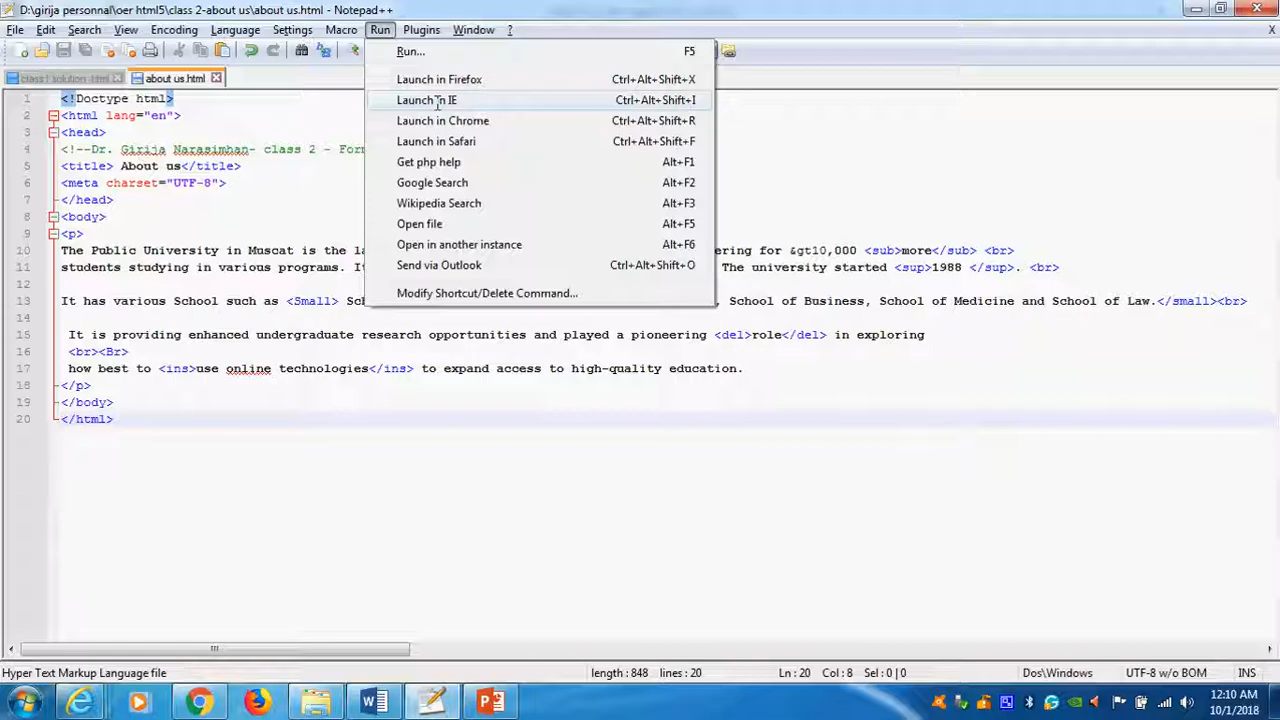 D:\girija personnal\oer html5\class 2-about us\about us.html - Notepad++
File Edit Search View Encoding Language Settings Macro Run Plugins Window ? X
class1 solution .html about us.html
Run... F5
Launch in Firefox Ctrl+Alt+Shift+X
Launch in IE Ctrl+Alt+Shift+I
Launch in Chrome Ctrl+Alt+Shift+R
Launch in Safari Ctrl+Alt+Shift+F
Get php help Alt+F1
Google Search Alt+F2
Wikipedia Search Alt+F3
Open file Alt+F5
Open in another instance Alt+F6
Send via Outlook Ctrl+Alt+Shift+O
Modify Shortcut/Delete Command...
1 <!Doctype html>
2 <html lang="en">
3 <head>
4 <!--Dr. Girija Narasimhan- class 2 - For
5 <title> About us</title>
6 <meta charset="UTF-8">
7 </head>
8 <body>
9 <p>
10 The Public University in Muscat is the la ering for &gt10,000 <sub>more</sub> <br>
11 students studying in various programs. It The university started <sup>1988 </sup>. <br>
12
13 It has various School such as <Small> Sc , School of Business, School of Medicine and School of Law.</small><br>
14
15 It is providing enhanced undergraduate research opportunities and played a pioneering <del>role</del> in exploring
16 <br><Br>
17 how best to <ins>use online technologies</ins> to expand access to high-quality education.
18 </p>
19 </body>
20 </html>
Hyper Text Markup Language file length : 848 lines : 20 Ln : 20 Col : 8 Sel : 0 | 0 Dos\Windows UTF-8 w/o BOM INS
12:10 AM
10/1/2018